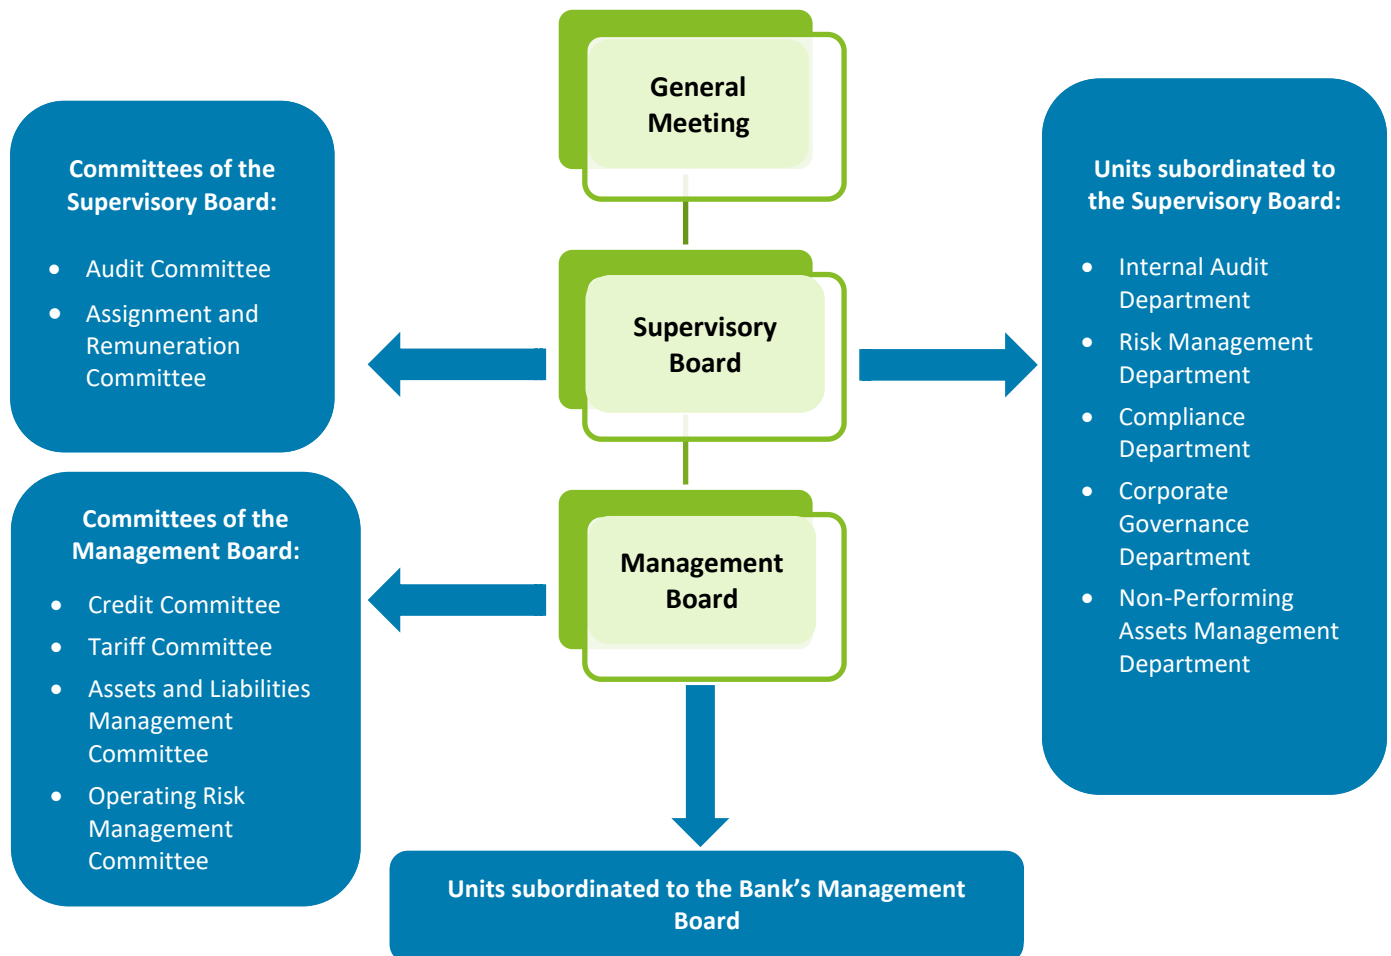 General
Meeting
Committees of the
Supervisory Board:
• Audit Committee
• Assignment and
Remuneration
Committee
Supervisory
Board
Units subordinated to
the Supervisory Board:
• Internal Audit
Department
• Risk Management
Department
• Compliance
Department
• Corporate
Governance
Department
• Non-Performing
Assets Management
Department
Committees of the
Management Board:
• Credit Committee
• Tariff Committee
• Assets and Liabilities
Management
Committee
• Operating Risk
Management
Committee
Management
Board
Units subordinated to the Bank’s Management
Board